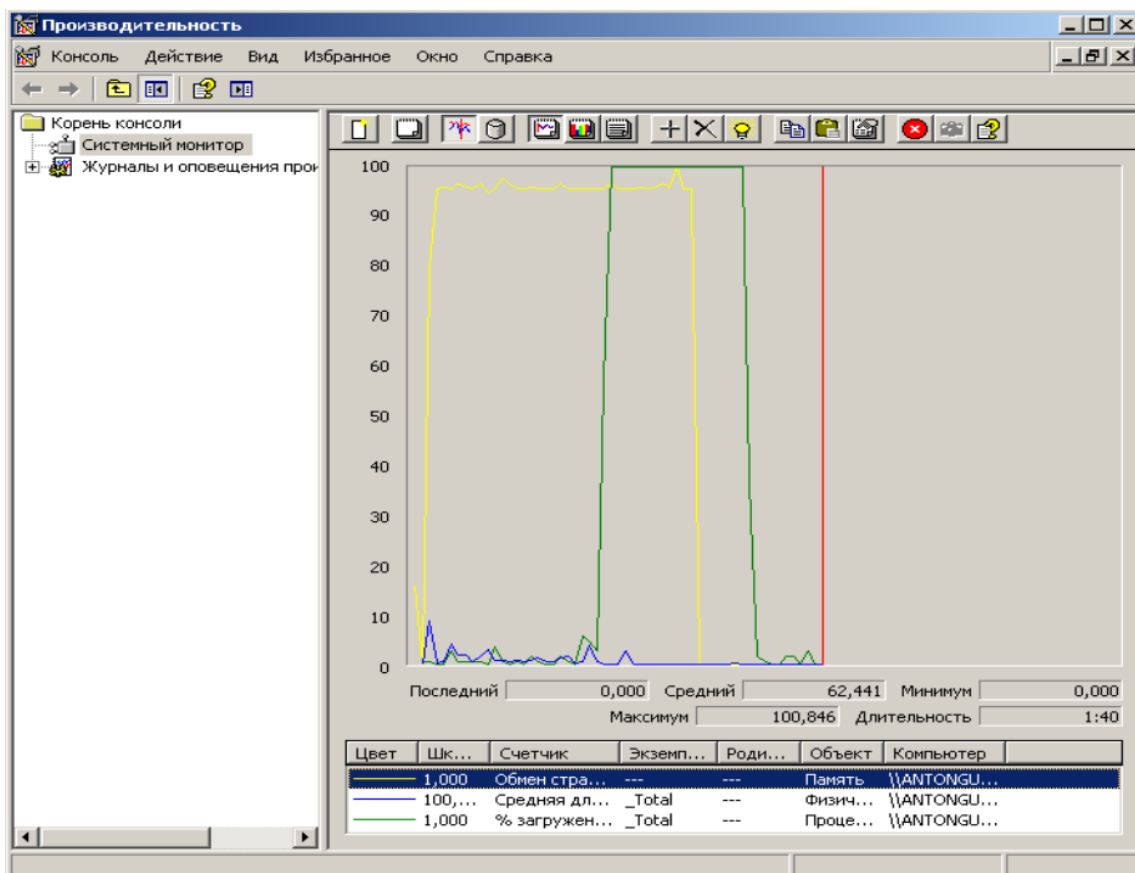 Производительность
Консоль Действие Вид Избранное Окно Справка
Корень консоли
Системный монитор
Журналы и оповещения прои
100
90
80
70
60
50
40
30
20
10
0
Последний 0,000 Средний 62,441 Минимум 0,000
Максимум 100,846 Длительность 1:40
Цвет Шк... Счетчик Экземп... Роди... Объект Компьютер
1,000 Обмен стра... --- --- Память \\ANTONGU...
100,... Средняя дл... _Total --- Физич... \\ANTONGU...
1,000 % загружен... _Total --- Проце... \\ANTONGU...